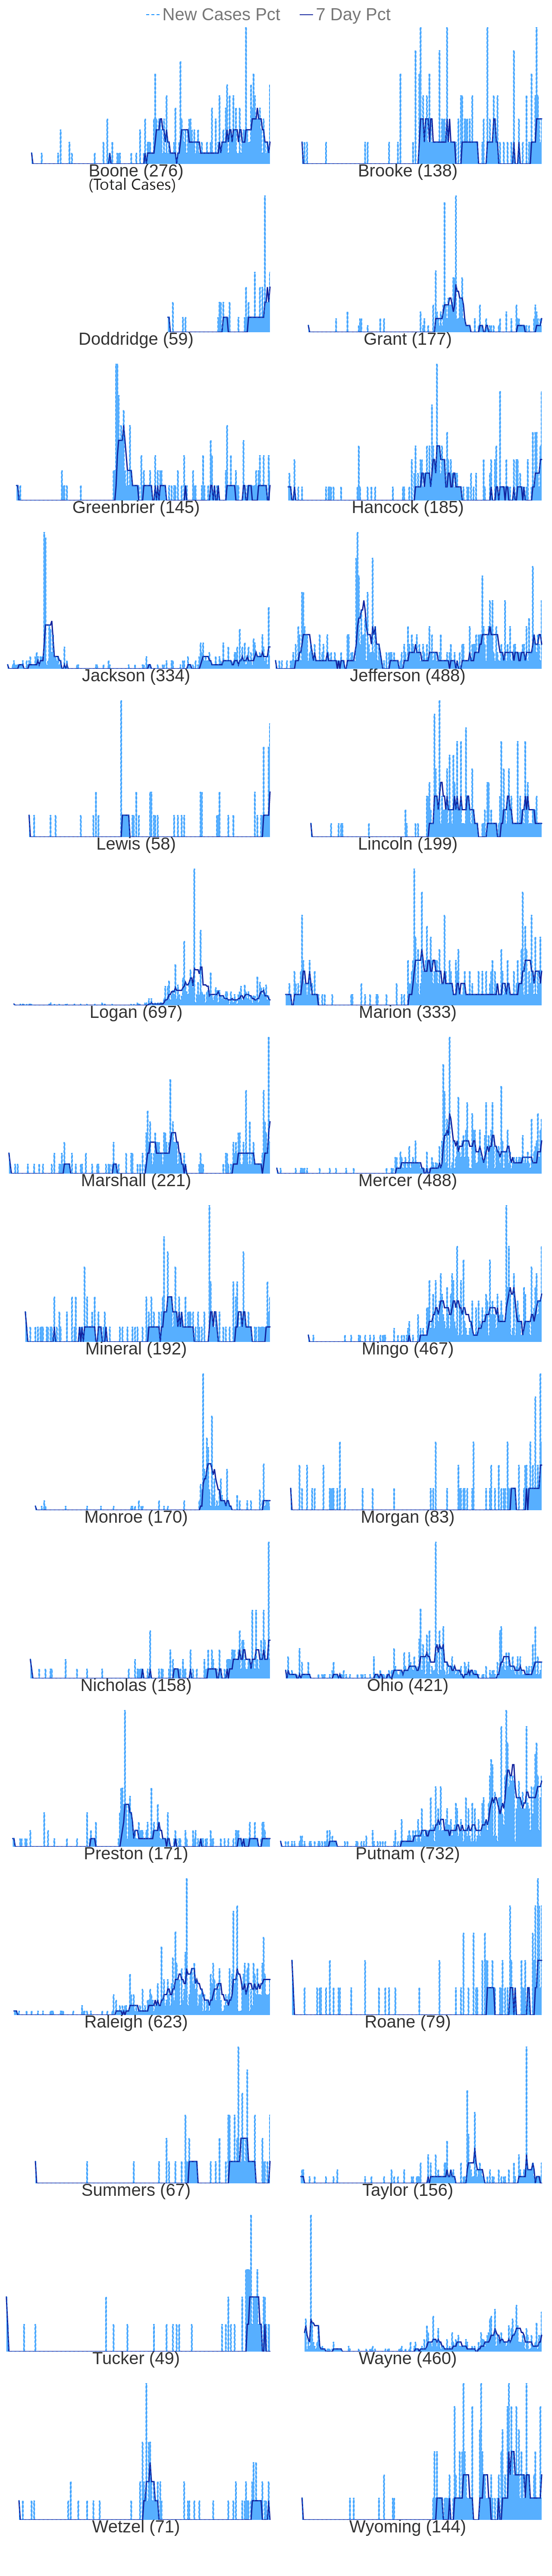 New Cases Pct 7 Day Pct
Boone (276) Brooke (138)
(Total Cases)
Doddridge (59) Grant (177)
Greenbrier (145) Hancock (185)
Jackson (334) Jefferson (488)
Lewis (58) Lincoln (199)
Logan (697) Marion (333)
Marshall (221) Mercer (488)
Mineral (192) Mingo (467)
Monroe (170) Morgan (83)
Nicholas (158) Ohio (421)
Preston (171) Putnam (732)
Raleigh (623) Roane (79)
Summers (67) Taylor (156)
Tucker (49) Wayne (460)
Wetzel (71) Wyoming (144)